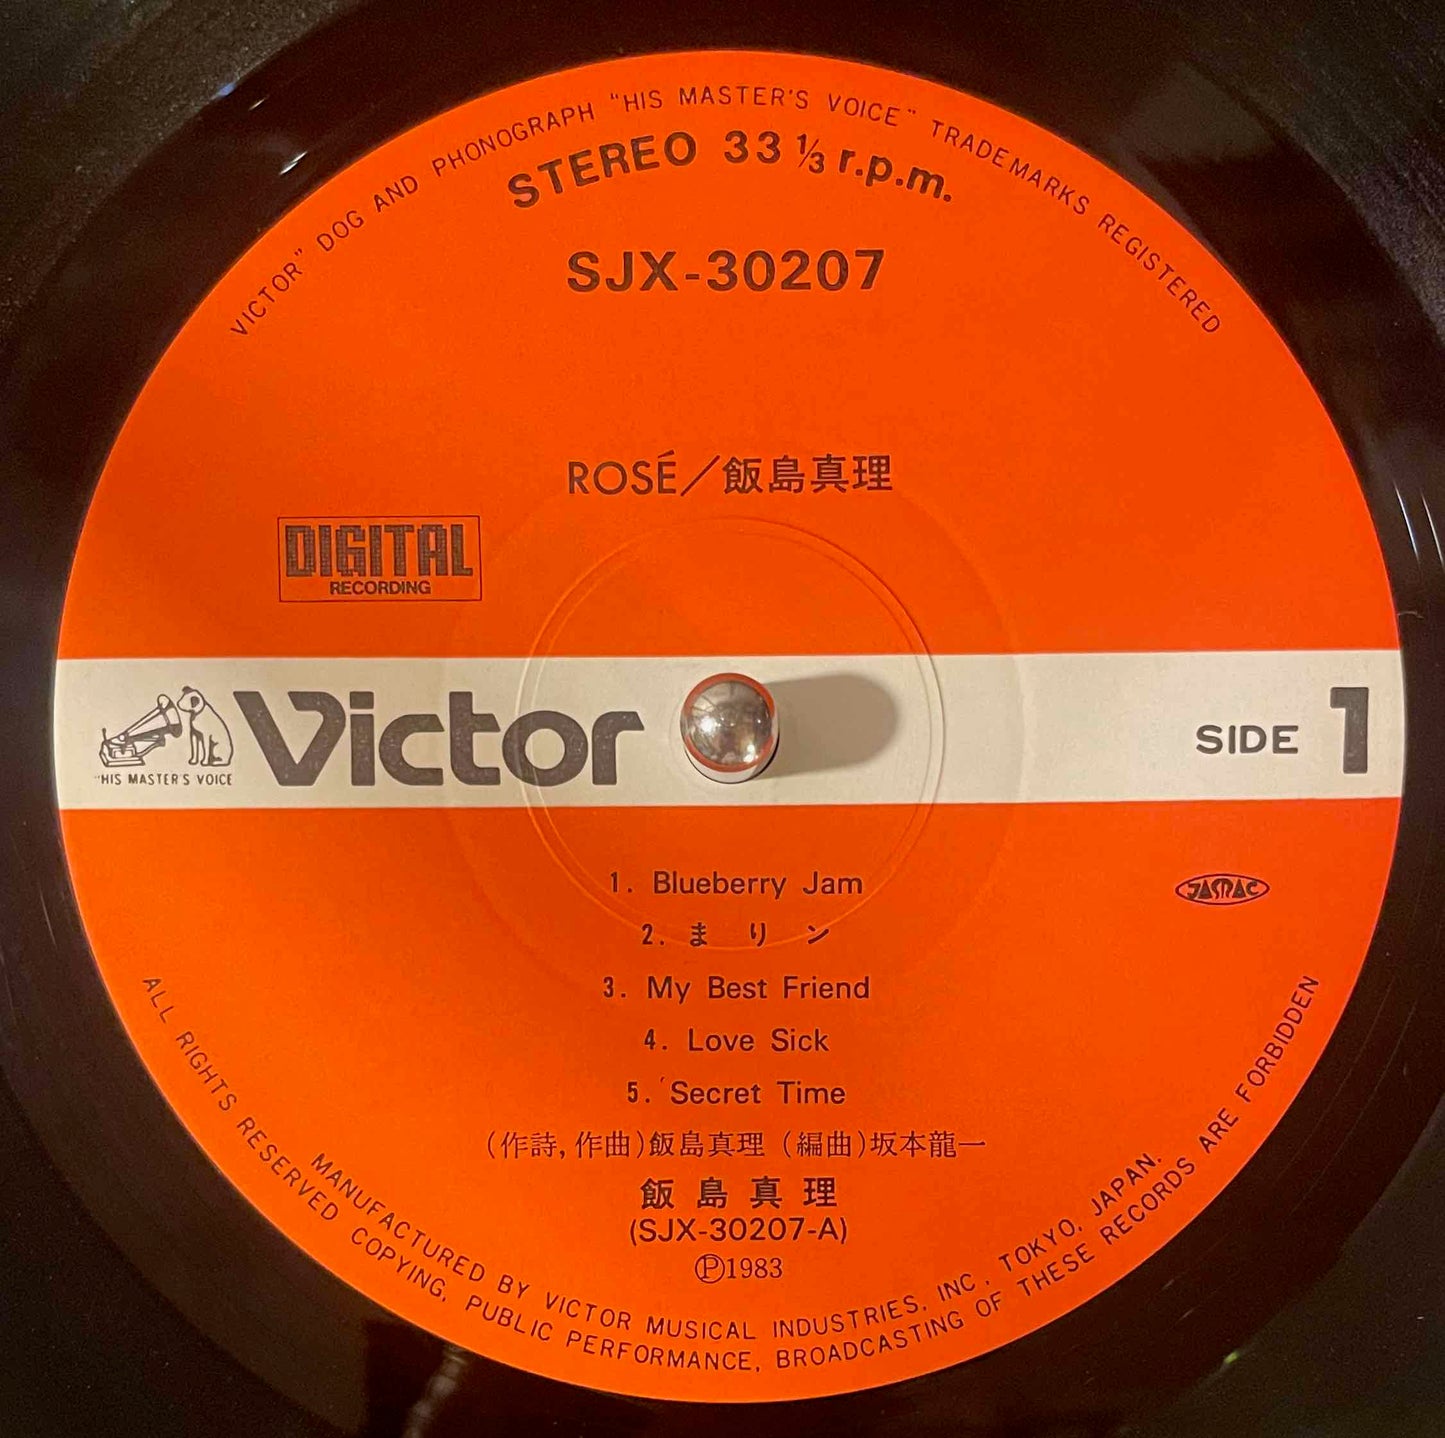 VICTOR" DOG AND PHONOGRAPH "HIS MASTER'S VOICE" TRADE MARKS REGISTERED
STEREO 33 1/3 r.p.m.
SJX-30207
ROSÉ／飯島真理
DIGITAL
RECORDING
"HIS MASTER'S VOICE
Victor
SIDE 1
JASRAC
1. Blueberry Jam
2. まりン
3. My Best Friend
4. Love Sick
5. Secret Time
(作詩, 作曲)飯島真理 (編曲)坂本龍一
飯島真理
(SJX-30207-A)
Ⓟ1983
MANUFACTURED BY VICTOR MUSICAL INDUSTRIES, INC. TOKYO, JAPAN.
ALL RIGHTS RESERVED COPYING, PUBLIC PERFORMANCE, BROADCASTING OF THESE RECORDS ARE FORBIDDEN